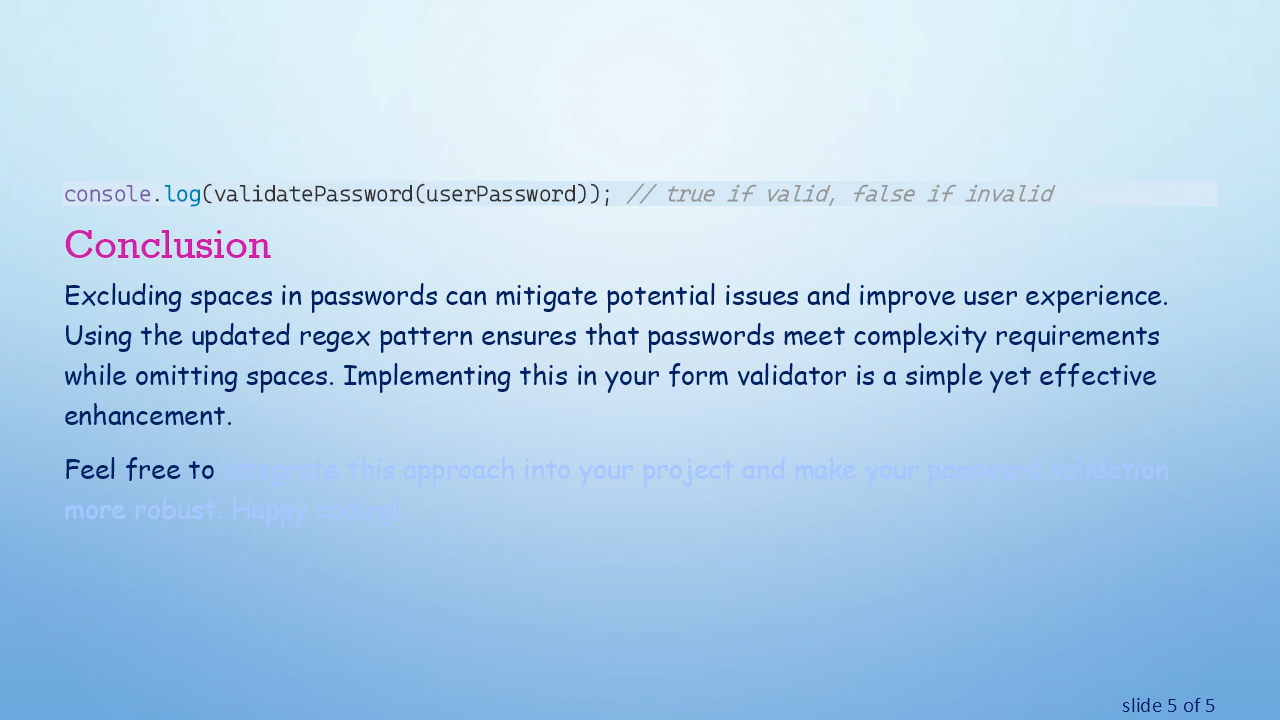 console.log(validatePassword(userPassword)); // true if valid, false if invalid
Conclusion
Excluding spaces in passwords can mitigate potential issues and improve user experience.
Using the updated regex pattern ensures that passwords meet complexity requirements
while omitting spaces. Implementing this in your form validator is a simple yet effective
enhancement.
Feel free to integrate this approach into your project and make your password validation
more robust. Happy coding!
slide 5 of 5